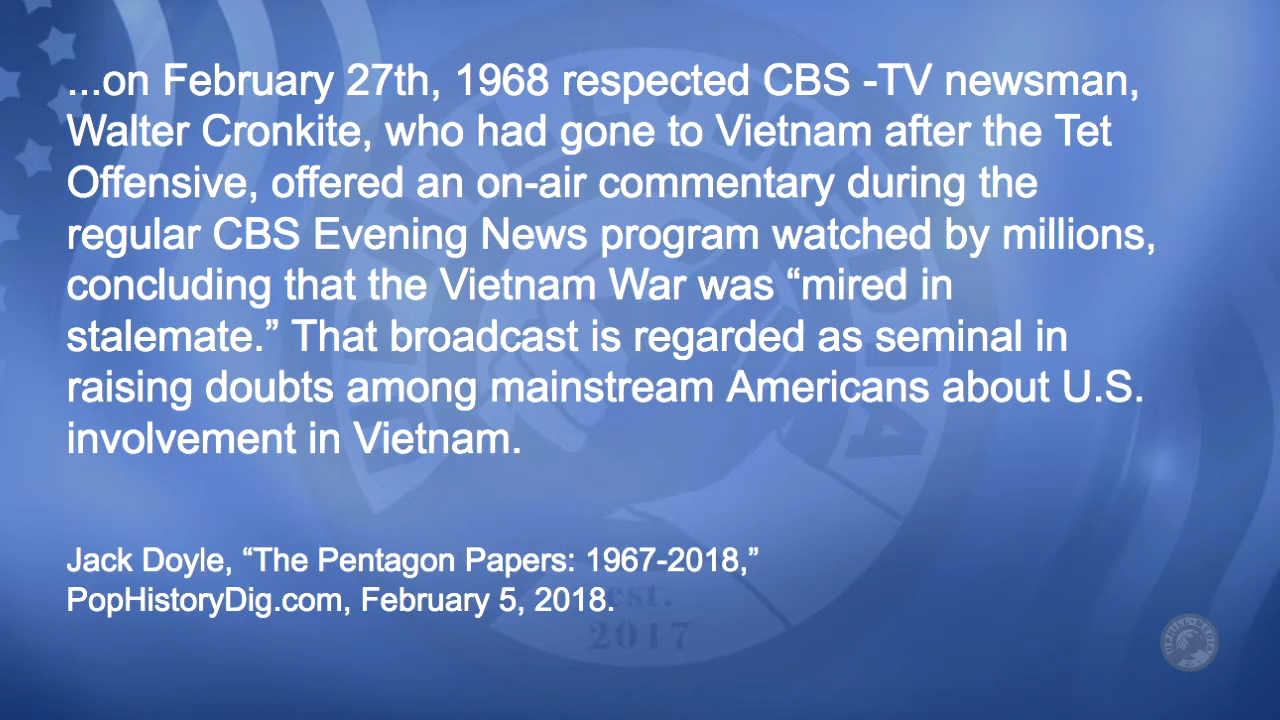 ...on February 27th, 1968 respected CBS -TV newsman,
Walter Cronkite, who had gone to Vietnam after the Tet
Offensive, offered an on-air commentary during the
regular CBS Evening News program watched by millions,
concluding that the Vietnam War was “mired in
stalemate.” That broadcast is regarded as seminal in
raising doubts among mainstream Americans about U.S.
involvement in Vietnam.
Jack Doyle, “The Pentagon Papers: 1967-2018,”
PopHistoryDig.com, February 5, 2018.
est.
2017